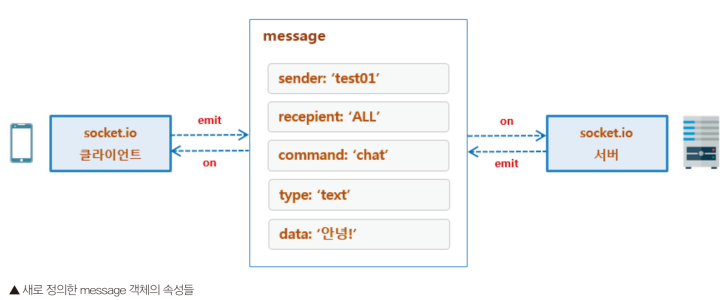 message
sender: ‘test01’
recepient: ‘ALL’
command: ‘chat’
type: ‘text’
data: ‘안녕!’
socket.io
클라이언트
emit
on
on
emit
socket.io
서버
▲ 새로 정의한 message 객체의 속성들